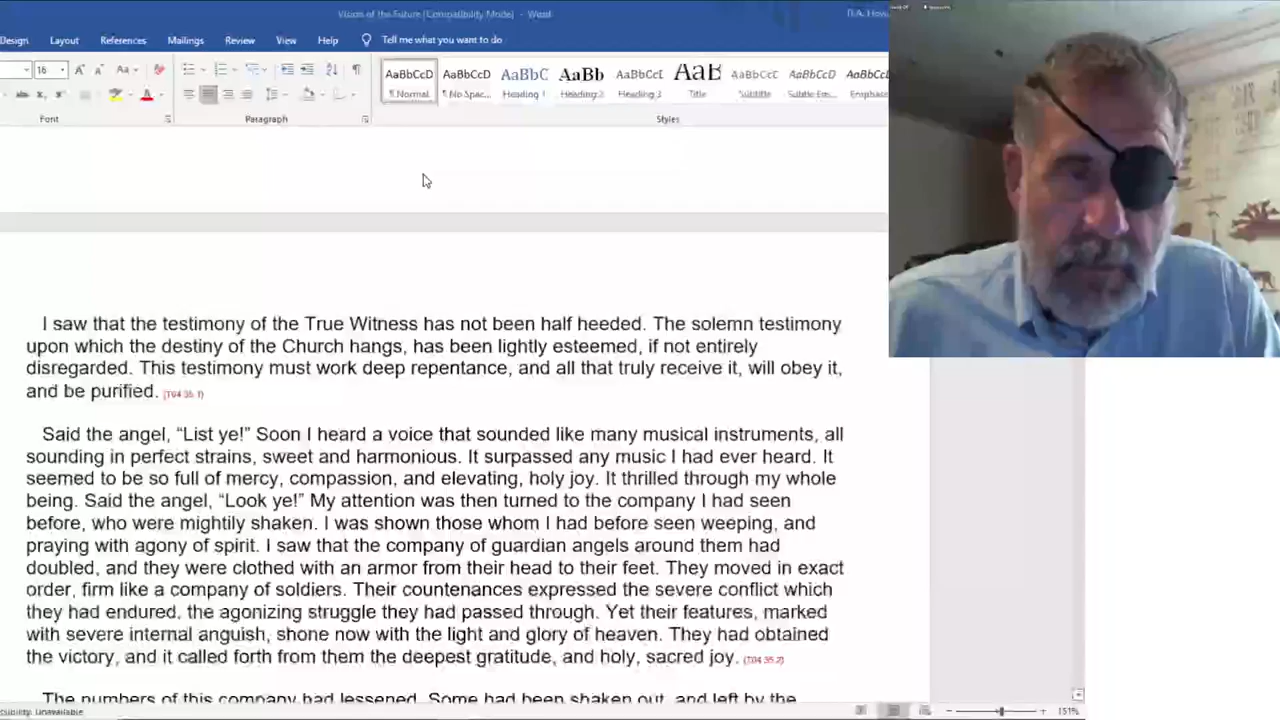 Vision of the Future [Compatibility Mode] - Word
Design Layout References Mailings Review View Help Tell me what you want to do
16 Aa
AaBbCcD AaBbCcD AaBbC AaBb AaBbCcD AaB AaBbCcD AaBbCcD AaBbCcD
¶ Normal ¶ No Spac... Heading 1 Heading 2 Heading 3 Title Subtitle Subtle Em... Emphasis
Font Paragraph Styles
I saw that the testimony of the True Witness has not been half heeded. The solemn testimony
upon which the destiny of the Church hangs, has been lightly esteemed, if not entirely
disregarded. This testimony must work deep repentance, and all that truly receive it, will obey it,
and be purified. {T04 35.1}
Said the angel, “List ye!” Soon I heard a voice that sounded like many musical instruments, all
sounding in perfect strains, sweet and harmonious. It surpassed any music I had ever heard. It
seemed to be so full of mercy, compassion, and elevating, holy joy. It thrilled through my whole
being. Said the angel, “Look ye!” My attention was then turned to the company I had seen
before, who were mightily shaken. I was shown those whom I had before seen weeping, and
praying with agony of spirit. I saw that the company of guardian angels around them had
doubled, and they were clothed with an armor from their head to their feet. They moved in exact
order, firm like a company of soldiers. Their countenances expressed the severe conflict which
they had endured, the agonizing struggle they had passed through. Yet their features, marked
with severe internal anguish, shone now with the light and glory of heaven. They had obtained
the victory, and it called forth from them the deepest gratitude, and holy, sacred joy. {T04 35.2}
The numbers of this company had lessened. Some had been shaken out, and left by the
151%